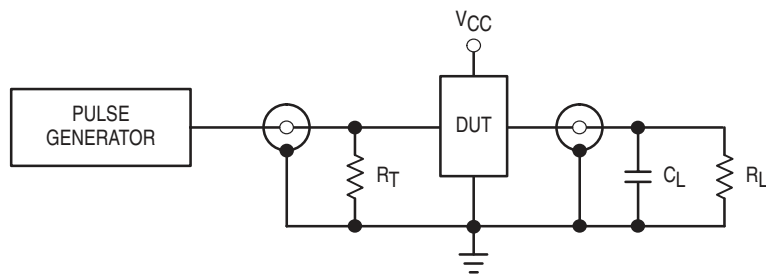 VCC
PULSE
GENERATOR
DUT
RT
CL
RL